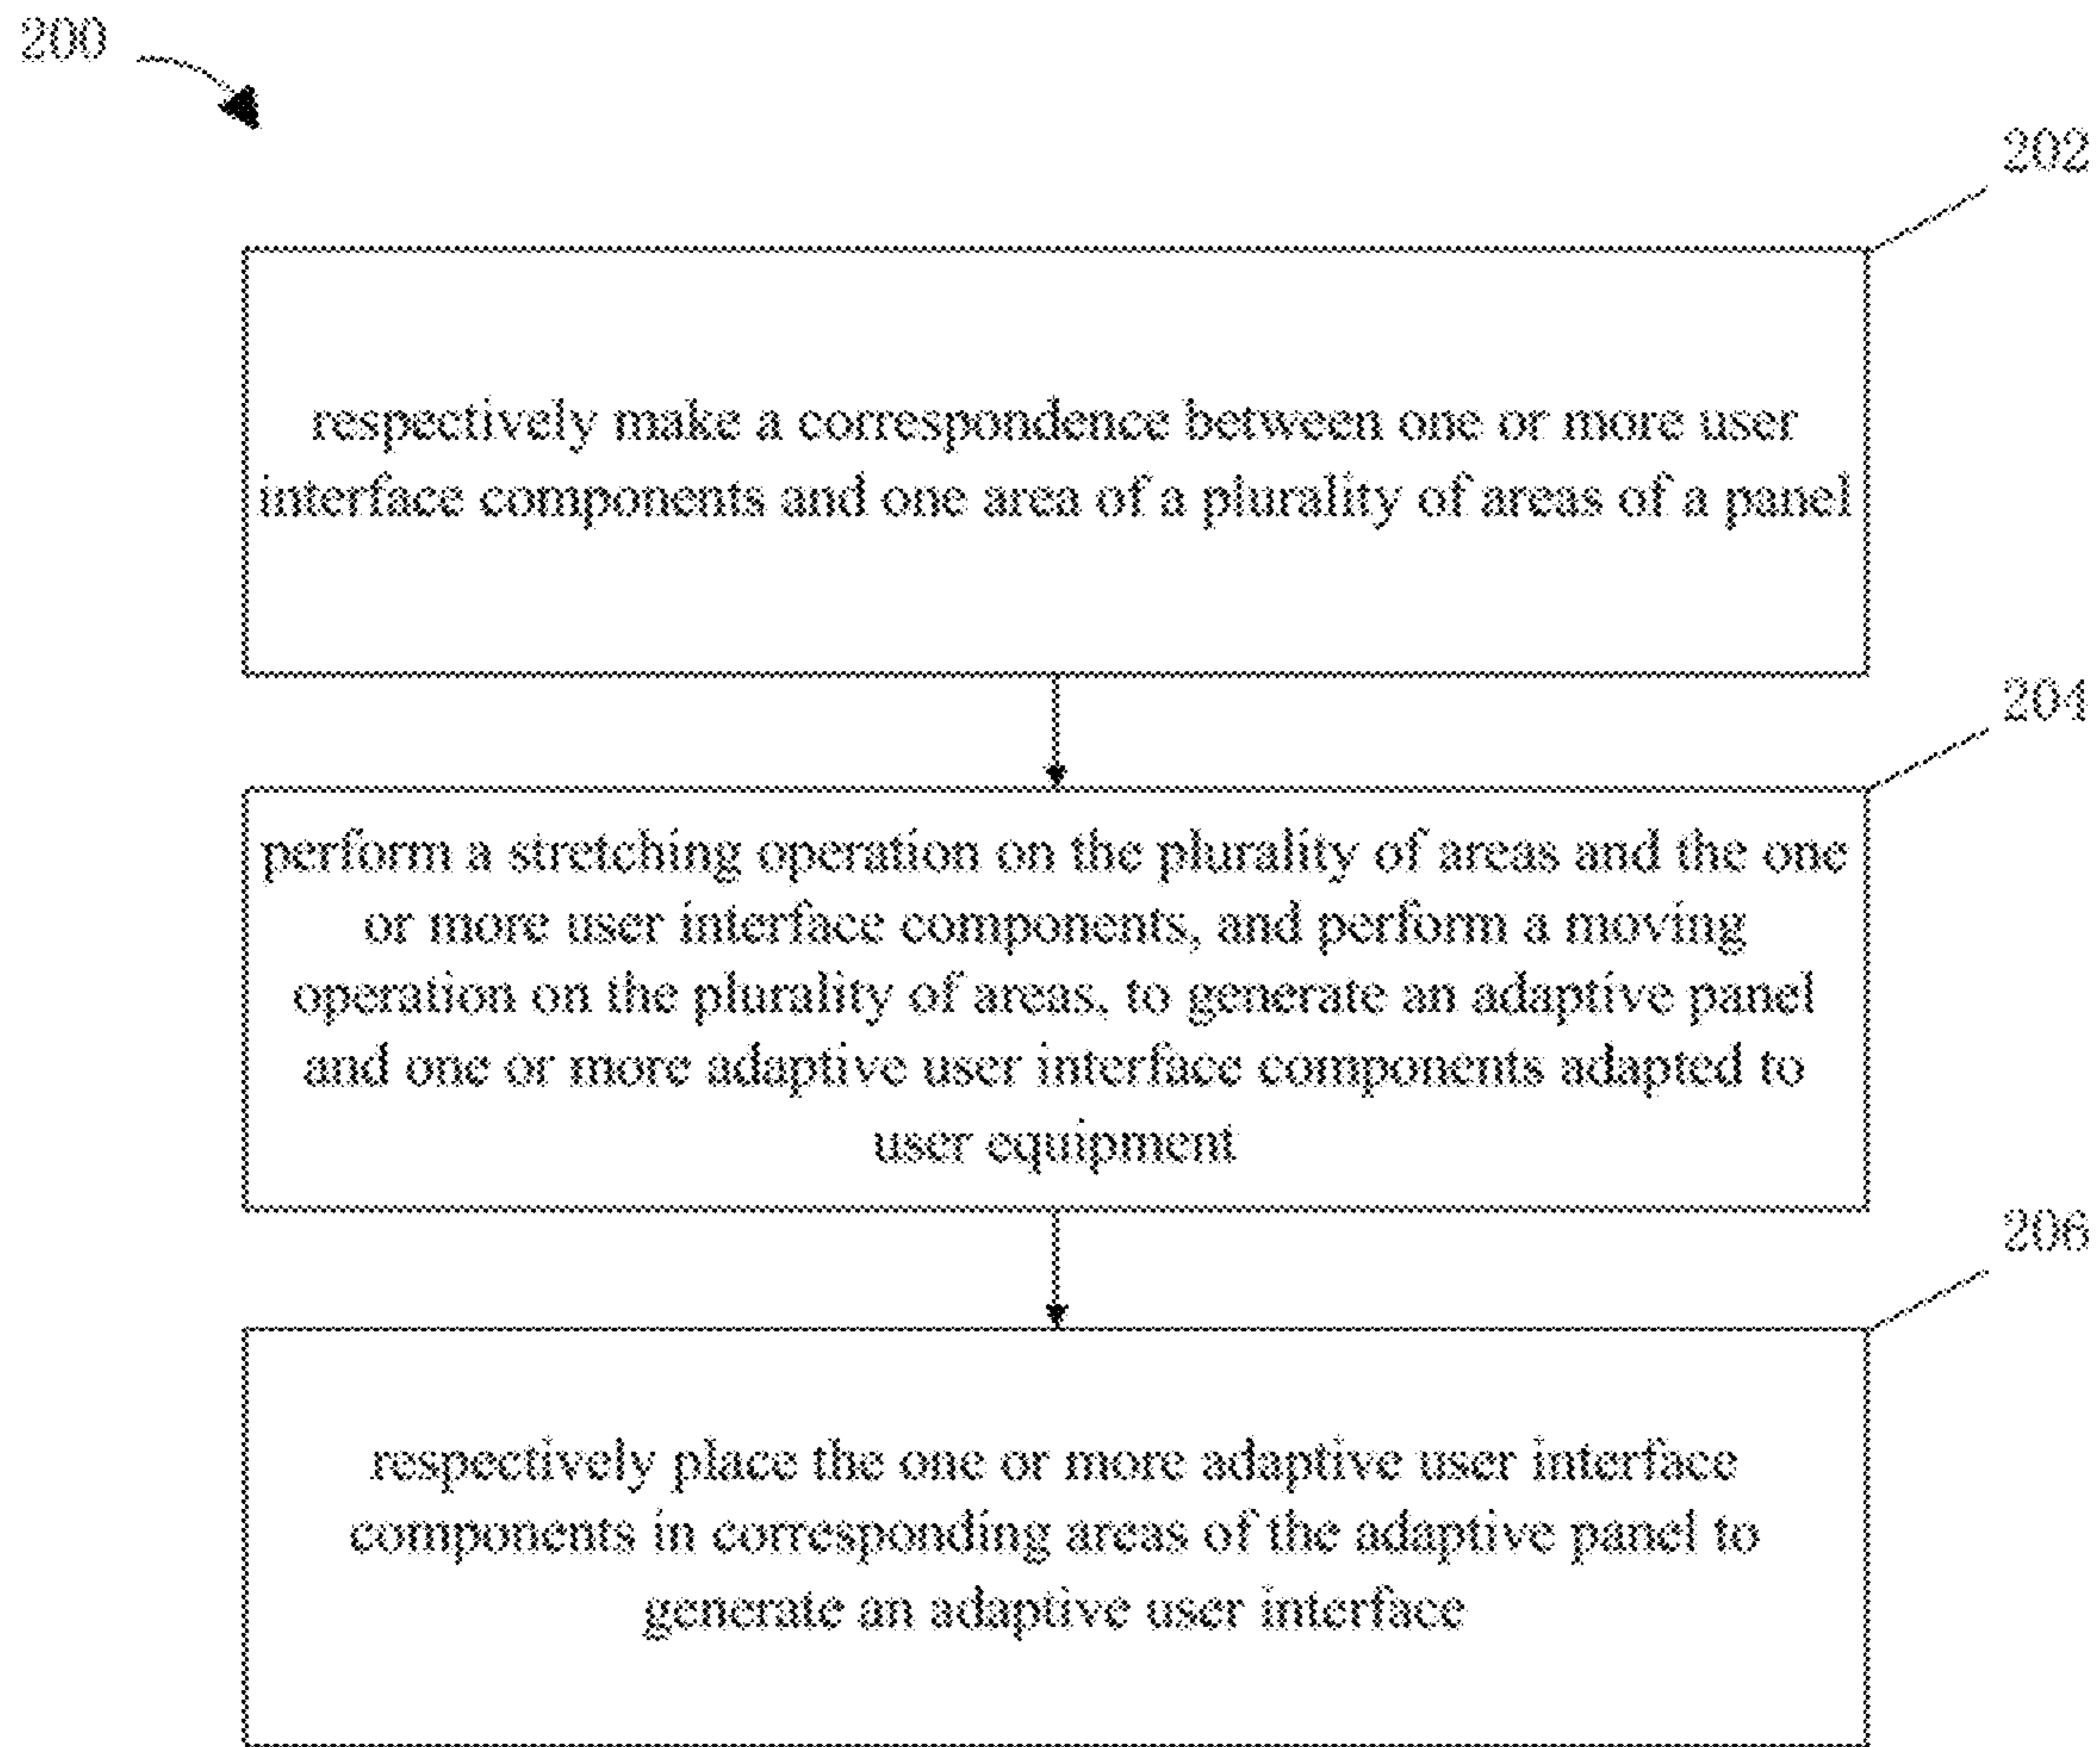 200
202
respectively make a correspondence between one or more user
interface components and one area of a plurality of areas of a panel
204
perform a stretching operation on the plurality of areas and the one
or more user interface components, and perform a moving
operation on the plurality of areas, to generate an adaptive panel
and one or more adaptive user interface components adapted to
user equipment
206
respectively place the one or more adaptive user interface
components in corresponding areas of the adaptive panel to
generate an adaptive user interface